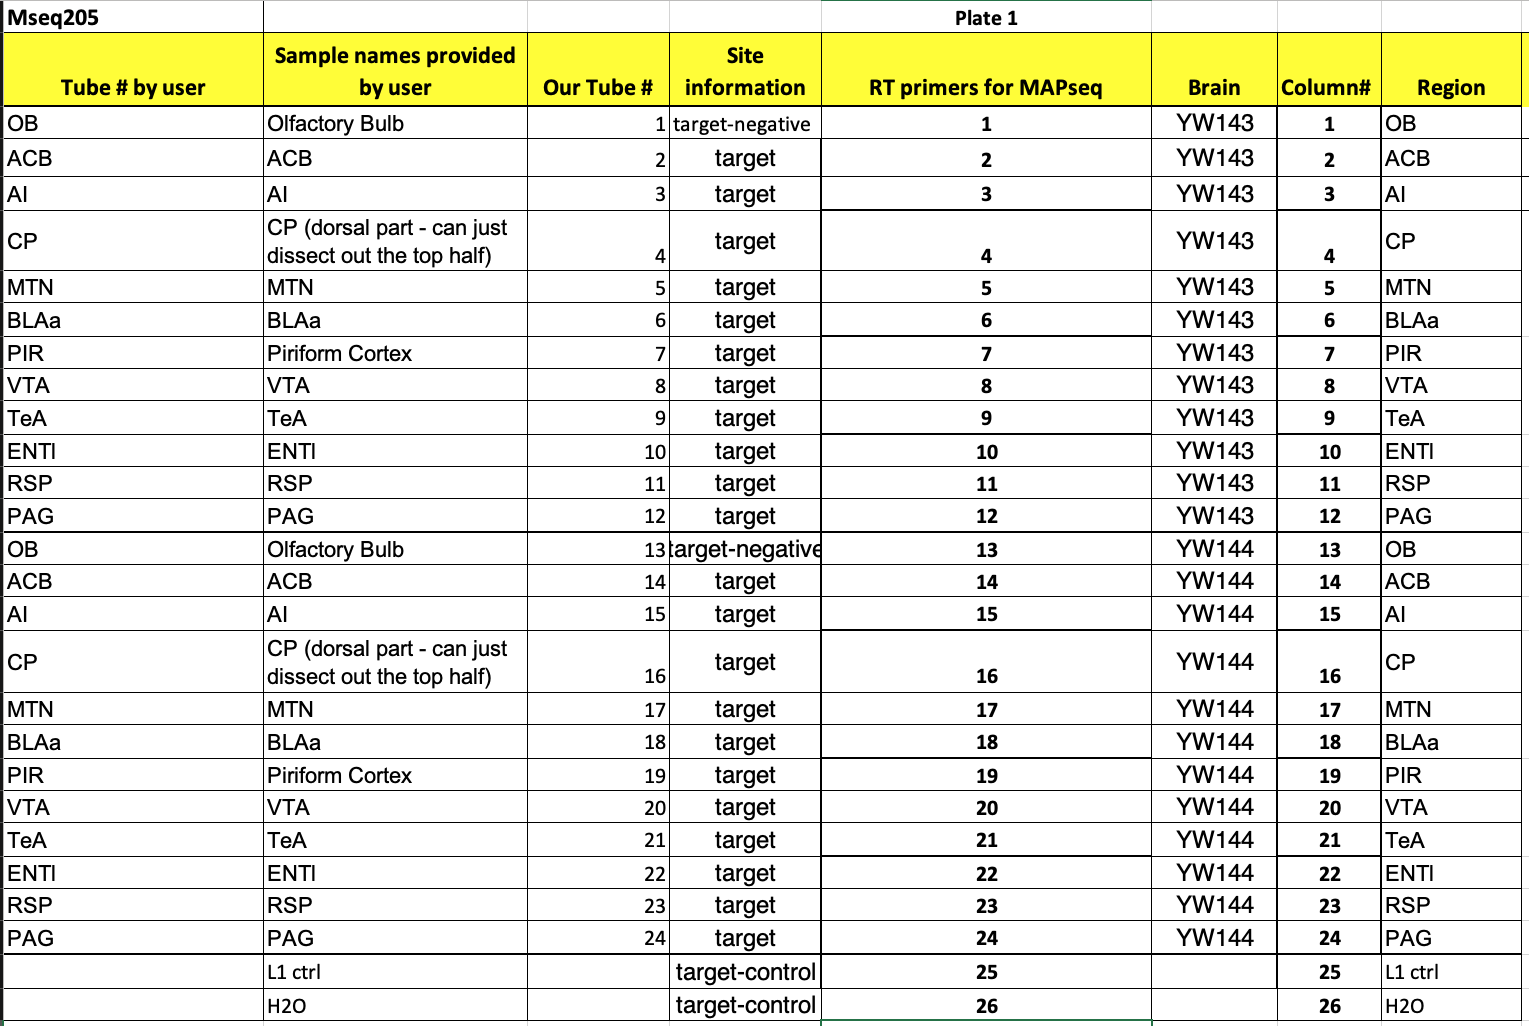 Mseq205 Plate 1
Tube # by user Sample names provided by user Our Tube # Site information RT primers for MAPseq Brain Column# Region
OB Olfactory Bulb 1 target-negative 1 YW143 1 OB
ACB ACB 2 target 2 YW143 2 ACB
AI AI 3 target 3 YW143 3 AI
CP CP (dorsal part - can just dissect out the top half) 4 target 4 YW143 4 CP
MTN MTN 5 target 5 YW143 5 MTN
BLAa BLAa 6 target 6 YW143 6 BLAa
PIR Piriform Cortex 7 target 7 YW143 7 PIR
VTA VTA 8 target 8 YW143 8 VTA
TeA TeA 9 target 9 YW143 9 TeA
ENTl ENTl 10 target 10 YW143 10 ENTl
RSP RSP 11 target 11 YW143 11 RSP
PAG PAG 12 target 12 YW143 12 PAG
OB Olfactory Bulb 13 target-negative 13 YW144 13 OB
ACB ACB 14 target 14 YW144 14 ACB
AI AI 15 target 15 YW144 15 AI
CP CP (dorsal part - can just dissect out the top half) 16 target 16 YW144 16 CP
MTN MTN 17 target 17 YW144 17 MTN
BLAa BLAa 18 target 18 YW144 18 BLAa
PIR Piriform Cortex 19 target 19 YW144 19 PIR
VTA VTA 20 target 20 YW144 20 VTA
TeA TeA 21 target 21 YW144 21 TeA
ENTl ENTl 22 target 22 YW144 22 ENTl
RSP RSP 23 target 23 YW144 23 RSP
PAG PAG 24 target 24 YW144 24 PAG
L1 ctrl target-control 25 25 L1 ctrl
H2O target-control 26 26 H2O